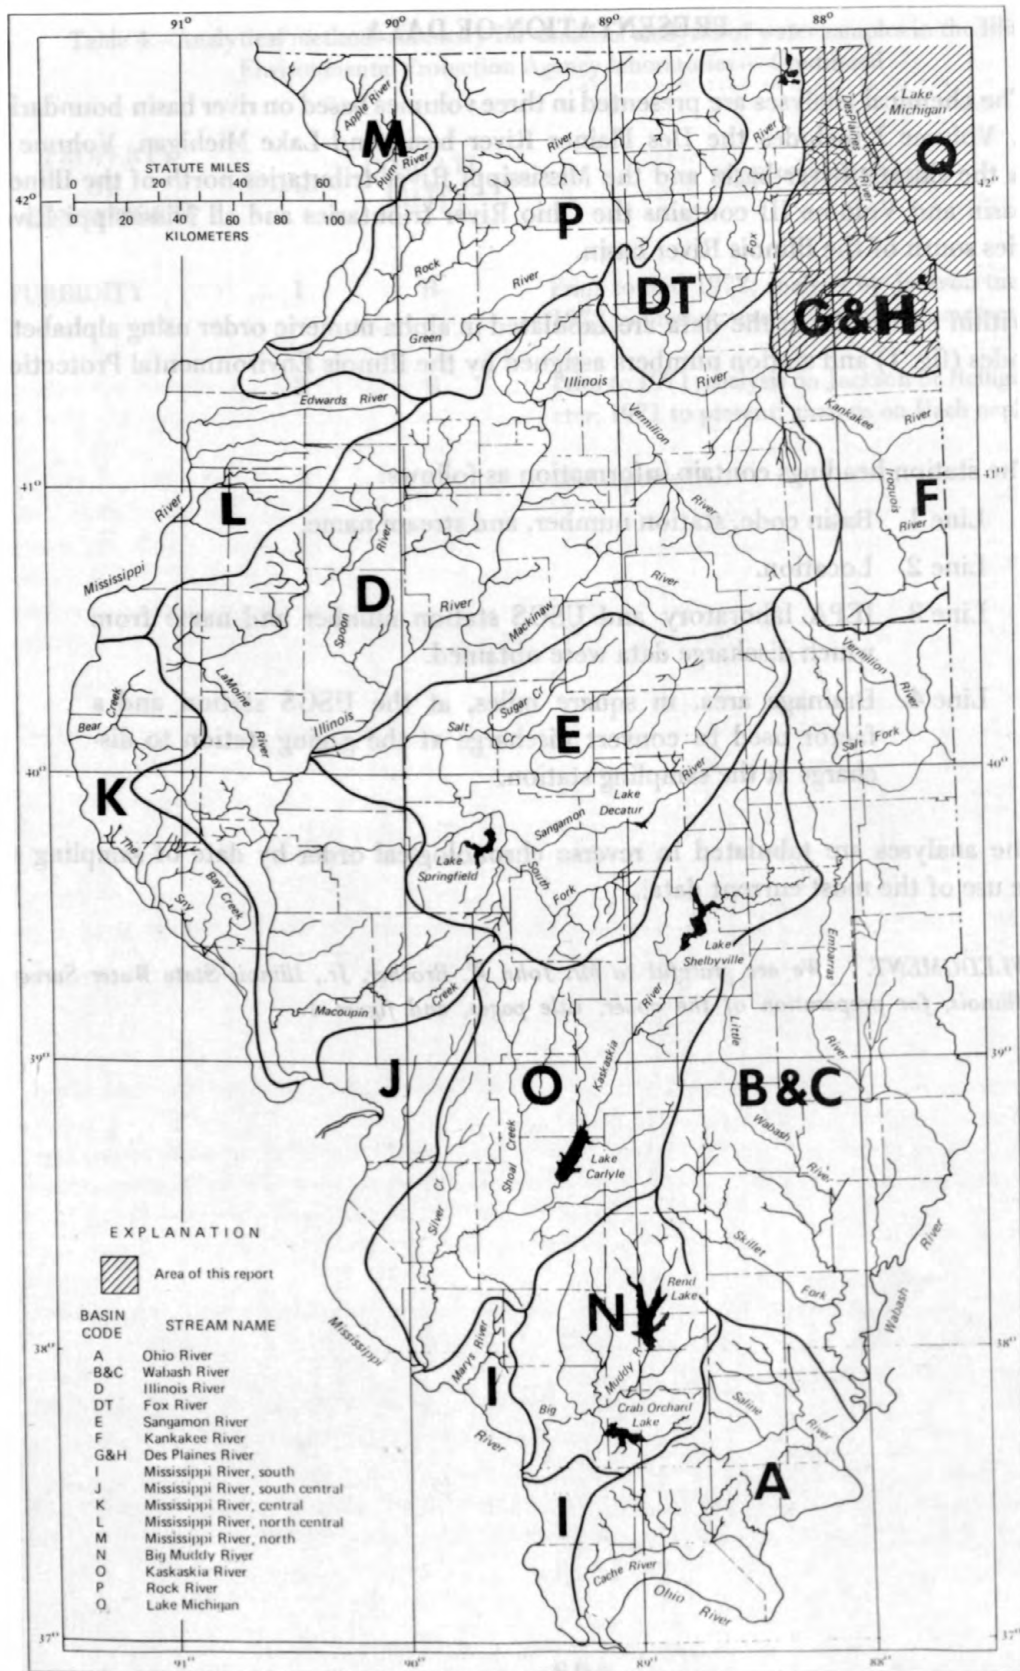 91°
90°
89°
88°
Lake
Michigan
Apple River
M
Plum River
Rock River
DesPlaines
River
Q
STATUTE MILES
0 20 40 60
0 20 40 60 80 100
KILOMETERS
42°
42°
P
Fox
Rock
River
DT
G&H
Green
Illinois
River
Edwards River
Vermilion
Kankakee
River
41°
41°
River
L
River
Iroquois
River
F
Mississippi
D
River
Spoon
River
Mackinaw
River
Vermilion
River
Bear Creek
LaMoine
River
Illinois
Salt
Cr
Sugar Cr
E
Salt Fork
40°
40°
K
River
Lake
Decatur
Sangamon
Lake
Springfield
South
Fork
The
Sny
Bay Creek
Lake
Shelbyville
Embarras
River
Macoupin
Creek
River
Kaskaskia
Little
39°
39°
J
O
B&C
Shoal Creek
Lake
Carlyle
Wabash
River
Silver
Cr
Skillet
Fork
River
Wabash
EXPLANATION
Area of this report
BASIN
CODE
STREAM NAME
A Ohio River
B&C Wabash River
D Illinois River
DT Fox River
E Sangamon River
F Kankakee River
G&H Des Plaines River
I Mississippi River, south
J Mississippi River, south central
K Mississippi River, central
L Mississippi River, north central
M Mississippi River, north
N Big Muddy River
O Kaskaskia River
P Rock River
Q Lake Michigan
Rend
Lake
N
Mississippi
River
38°
38°
Marys River
I
Muddy R
Big
Crab Orchard
Lake
Saline
River
A
I
Cache River
Ohio River
37°
37°
91°
90°
89°
88°